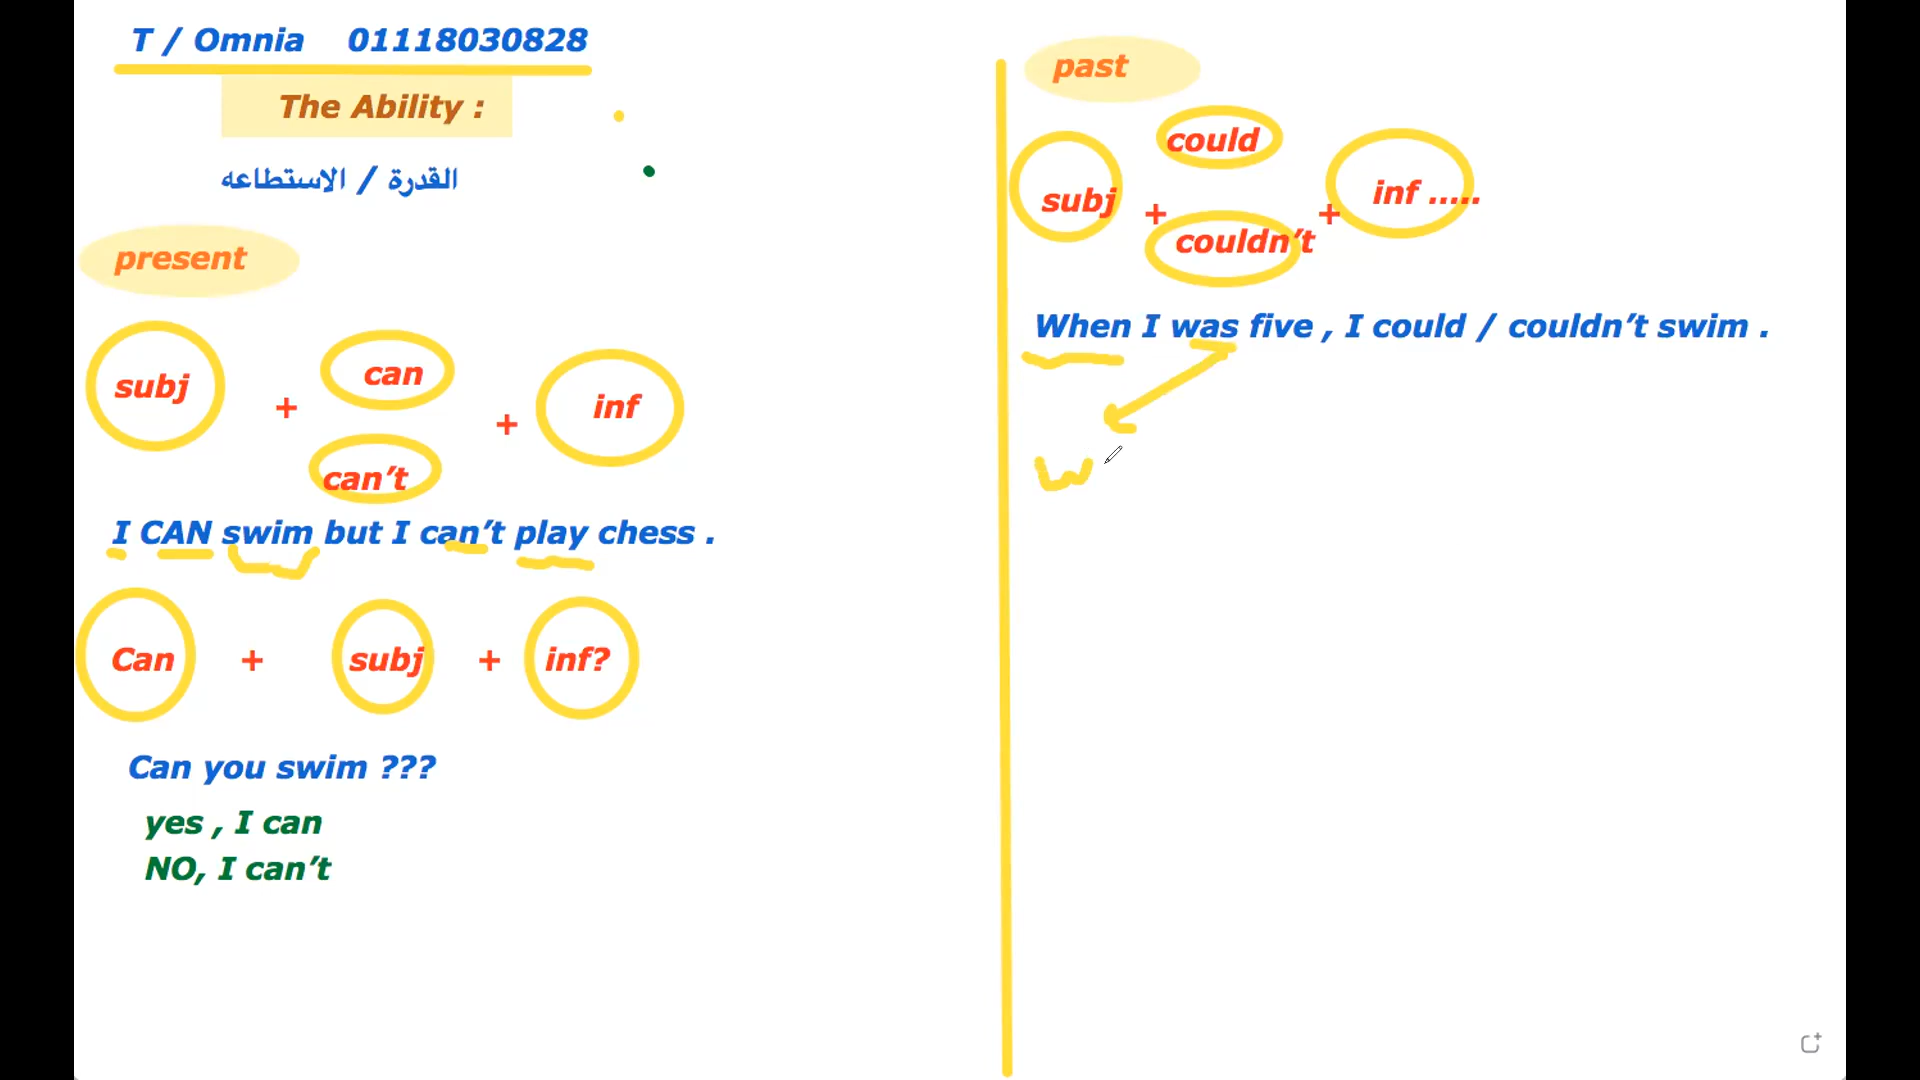 T / Omnia 01118030828
The Ability :
القدرة / الاستطاعه
present
subj + can + inf
can’t
I CAN swim but I can’t play chess .
Can + subj + inf?
Can you swim ???
yes , I can
NO, I can’t
past
could
subj + + inf .....
couldn’t
When I was five , I could / couldn’t swim .
w